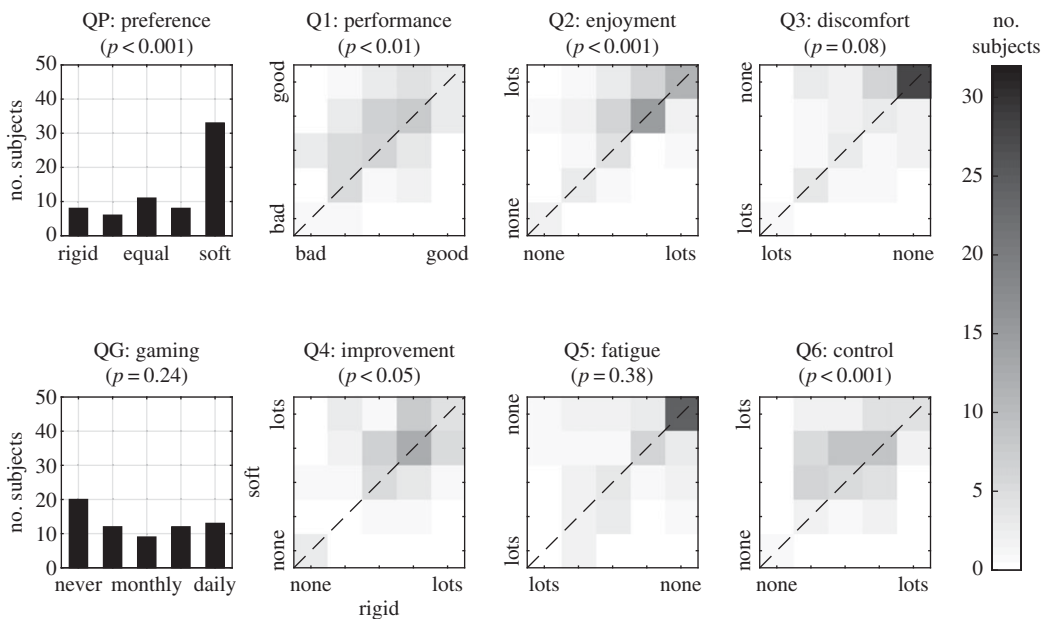 QP: preference
(p < 0.001)
50
40
30
20
10
0
no. subjects
rigid equal soft
Q1: performance
(p < 0.01)
good
bad
bad good
Q2: enjoyment
(p < 0.001)
lots
none
none lots
Q3: discomfort
(p = 0.08)
none
lots
lots none
no.
subjects
30
25
20
15
10
5
0
QG: gaming
(p = 0.24)
50
40
30
20
10
0
no. subjects
never monthly daily
Q4: improvement
(p < 0.05)
lots
none
soft
none lots
rigid
Q5: fatigue
(p = 0.38)
none
lots
lots none
Q6: control
(p < 0.001)
lots
none
none lots